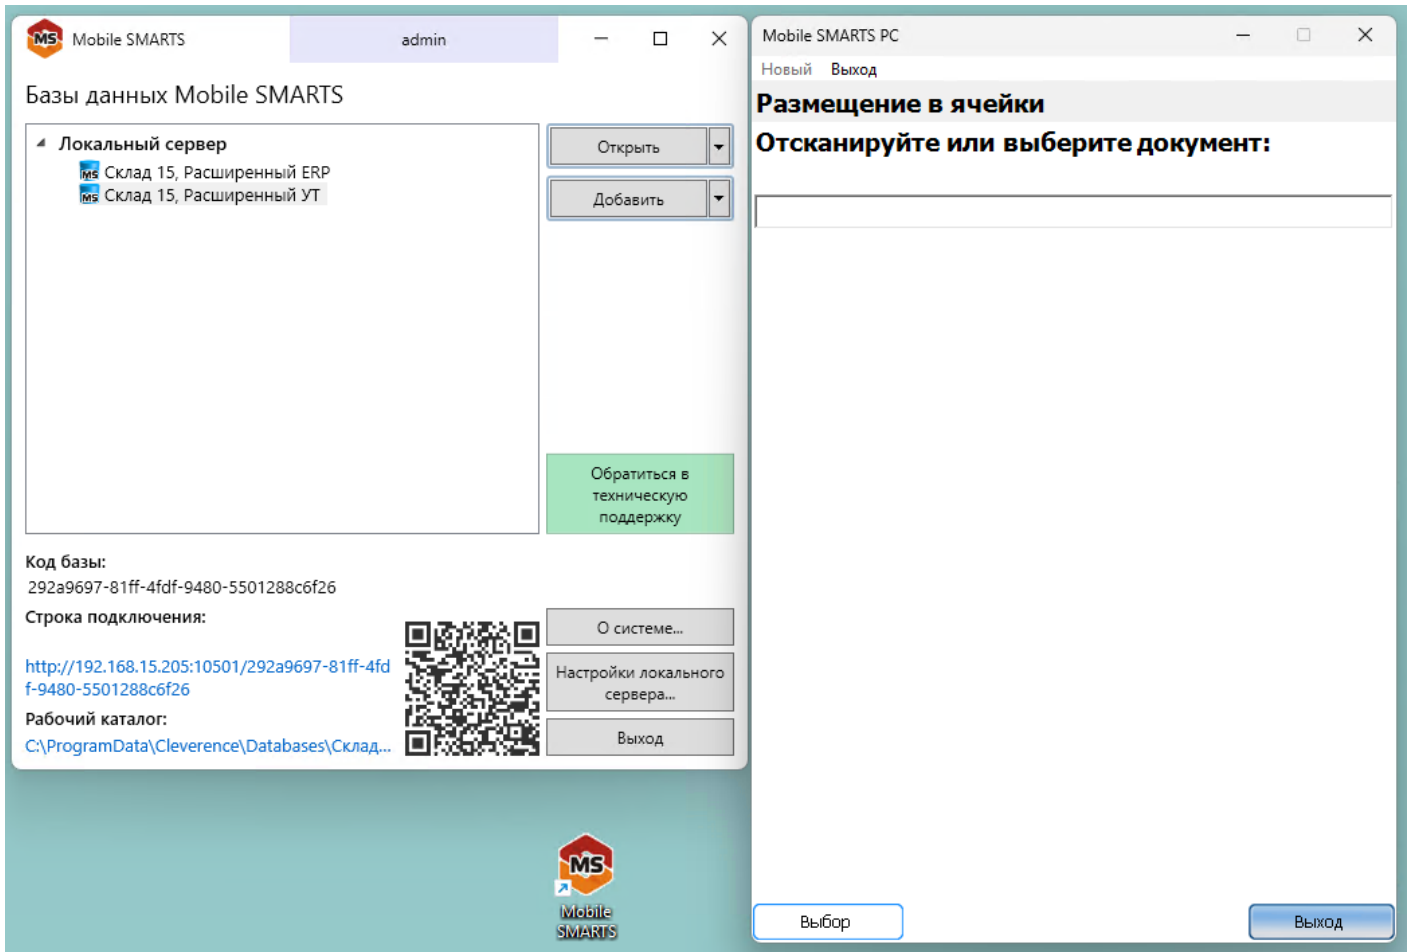 MS
Mobile SMARTS
admin
Базы данных Mobile SMARTS
Локальный сервер
MS Склад 15, Расширенный ERP
MS Склад 15, Расширенный УТ
Открыть
Добавить
Обратиться в
техническую
поддержку
Код базы:
292a9697-81ff-4fdf-9480-5501288c6f26
Строка подключения:
http://192.168.15.205:10501/292a9697-81ff-4fd
f-9480-5501288c6f26
Рабочий каталог:
C:\ProgramData\Cleverence\Databases\Склад...
О системе...
Настройки локального
сервера...
Выход
MS
Mobile
SMARTS
Mobile SMARTS PC
Новый Выход
Размещение в ячейки
Отсканируйте или выберите документ:
Выбор
Выход